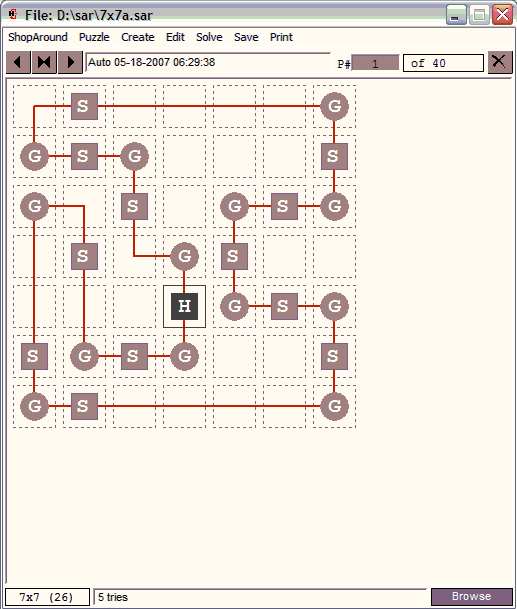 File: D:\sar\7x7a.sar
ShopAround Puzzle Create Edit Solve Save Print
Auto 05-18-2007 06:29:38 P# 1 of 40
S G
G S G S
G S G S G
S G S
H G S G
S G S G S
G S G
7x7 (26) 5 tries Browse